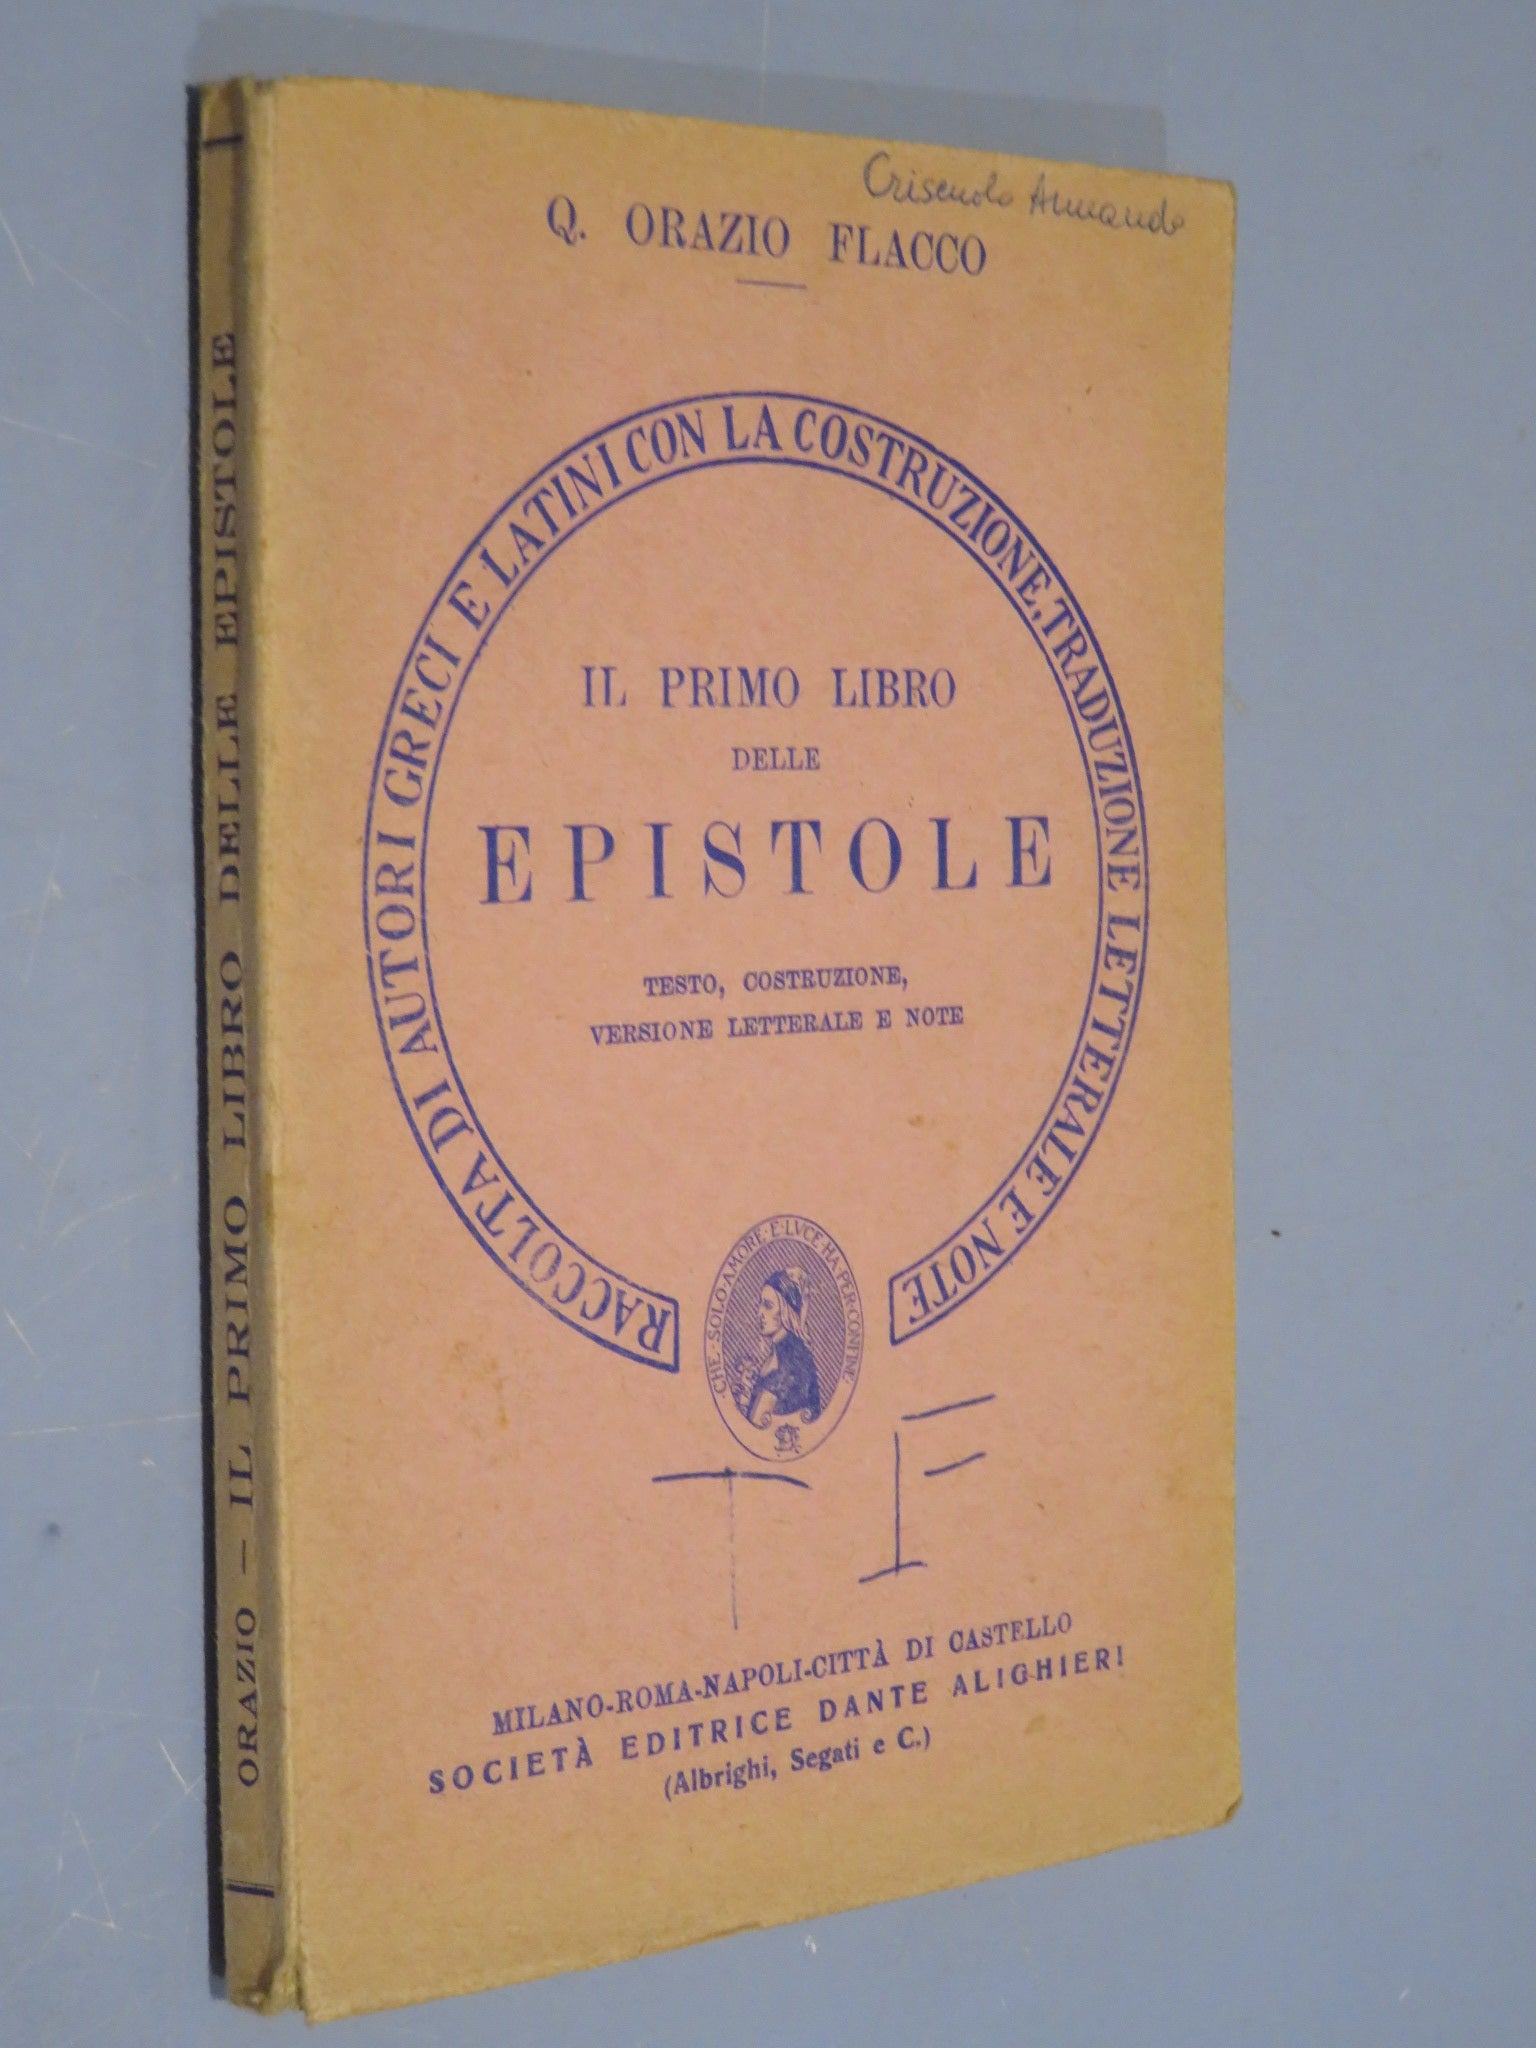 Crisenolo Armando
Q. ORAZIO FLACCO
RACCOLTA DI AUTORI GRECI E LATINI CON LA COSTRUZIONE, TRADUZIONE LETTERALE E NOTE
IL PRIMO LIBRO
DELLE
EPISTOLE
TESTO, COSTRUZIONE,
VERSIONE LETTERALE E NOTE
·CHE·SOLO·AMORE·E·LVCE·HA·PER·CONFINE·
T F
MILANO-ROMA-NAPOLI-CITTÀ DI CASTELLO
SOCIETÀ EDITRICE DANTE ALIGHIERI
(Albrighi, Segati e C.)
ORAZIO – IL PRIMO LIBRO DELLE EPISTOLE